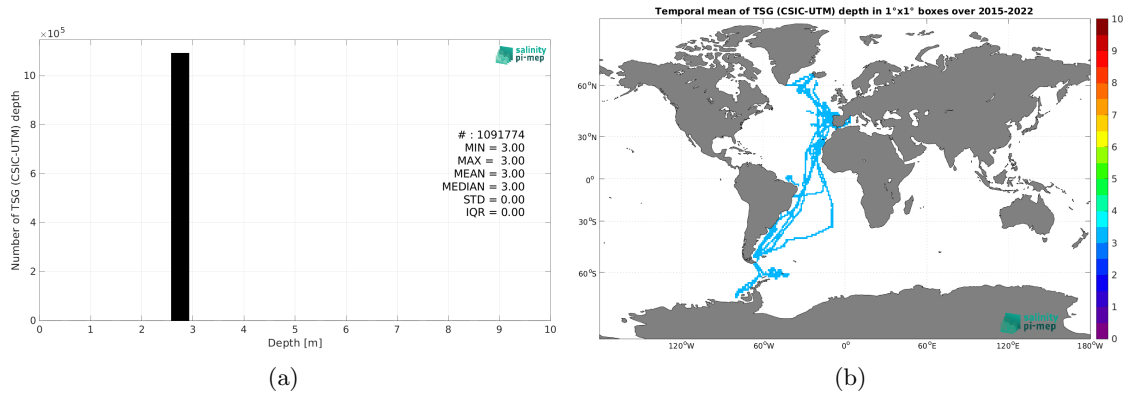 ×10⁵
10
8
6
4
2
0
Number of TSG (CSIC-UTM) depth
0 1 2 3 4 5 6 7 8 9 10
Depth [m]
salinity
pi-mep
# : 1091774
MIN = 3.00
MAX = 3.00
MEAN = 3.00
MEDIAN = 3.00
STD = 0.00
IQR = 0.00
(a)
Temporal mean of TSG (CSIC-UTM) depth in 1°x1° boxes over 2015-2022
60°N
30°N
0°
30°S
60°S
120°W 60°W 0° 60°E 120°E 180°W
salinity
pi-mep
10
9
8
7
6
5
4
3
2
1
0
(b)